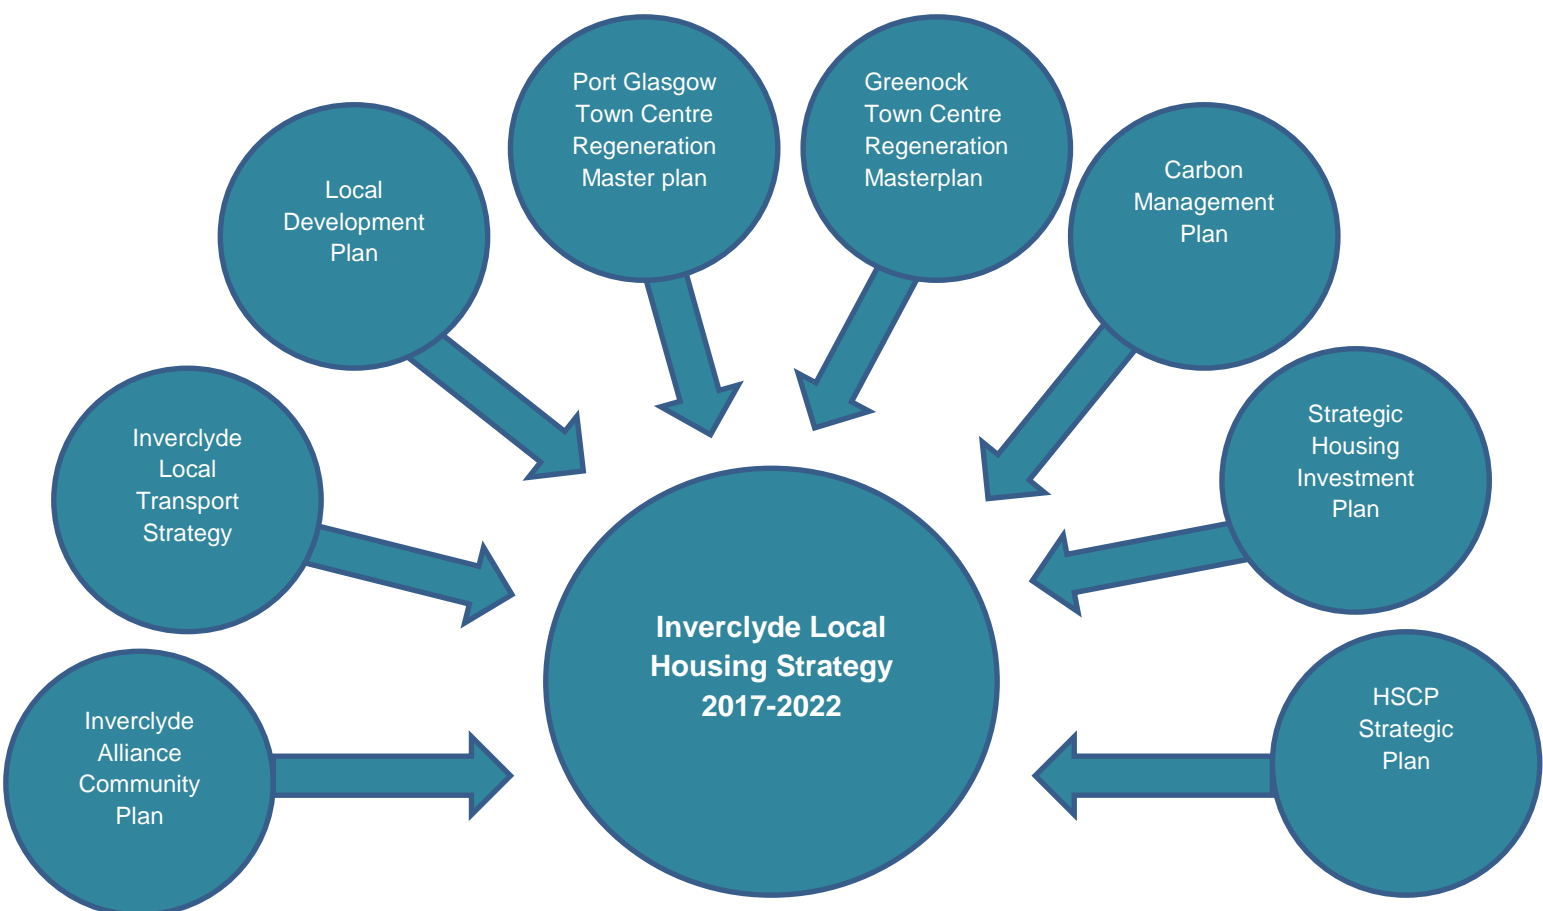 Port Glasgow
Town Centre
Regeneration
Master plan
Greenock
Town Centre
Regeneration
Masterplan
Local
Development
Plan
Carbon
Management
Plan
Inverclyde
Local
Transport
Strategy
Strategic
Housing
Investment
Plan
Inverclyde Local
Housing Strategy
2017-2022
Inverclyde
Alliance
Community
Plan
HSCP
Strategic
Plan